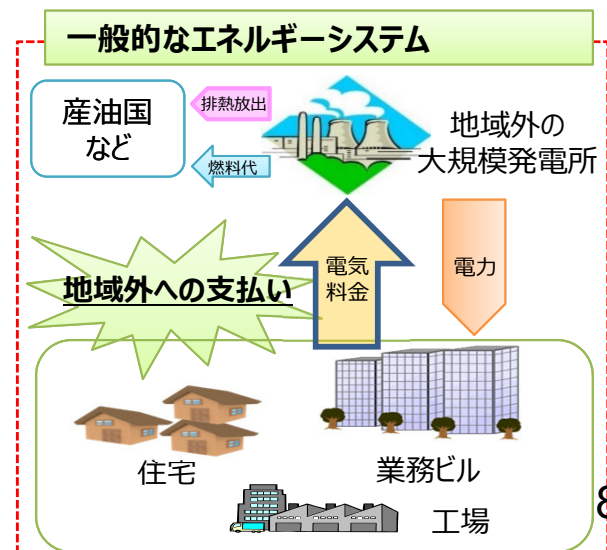 一般的なエネルギーシステム
産油国
など
排熱放出
燃料代
地域外の
大規模発電所
地域外への支払い
電気
料金
電力
住宅
業務ビル
工場
8